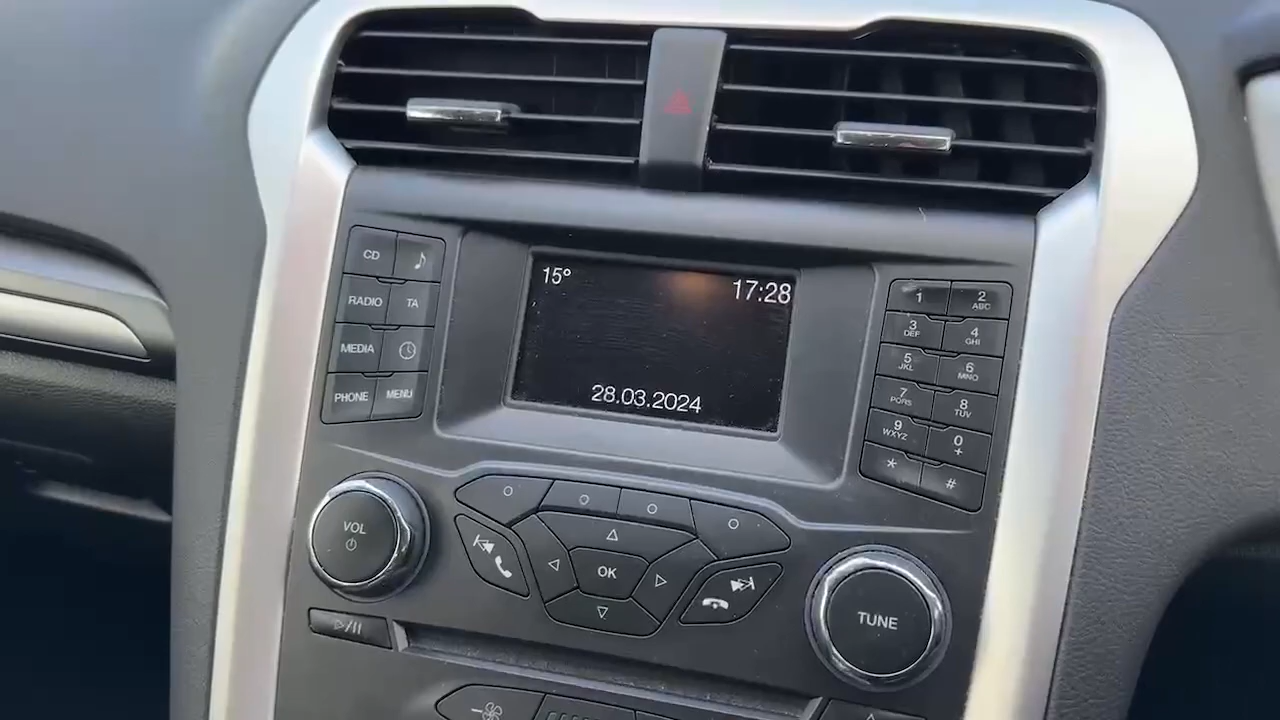 15° 17:28
28.03.2024
CD
RADIO TA
MEDIA
PHONE MENU
1 2 ABC
3 DEF 4 GHI
5 JKL 6 MNO
7 PQRS 8 TUV
9 WXYZ 0 +
* #
VOL
OK
TUNE